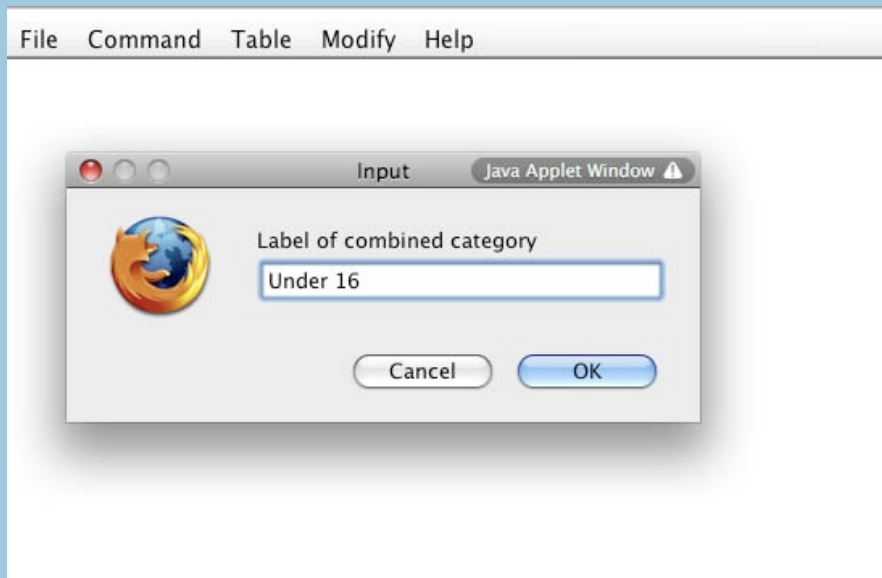 File Command Table Modify Help
Input Java Applet Window
Label of combined category
Under 16
Cancel OK